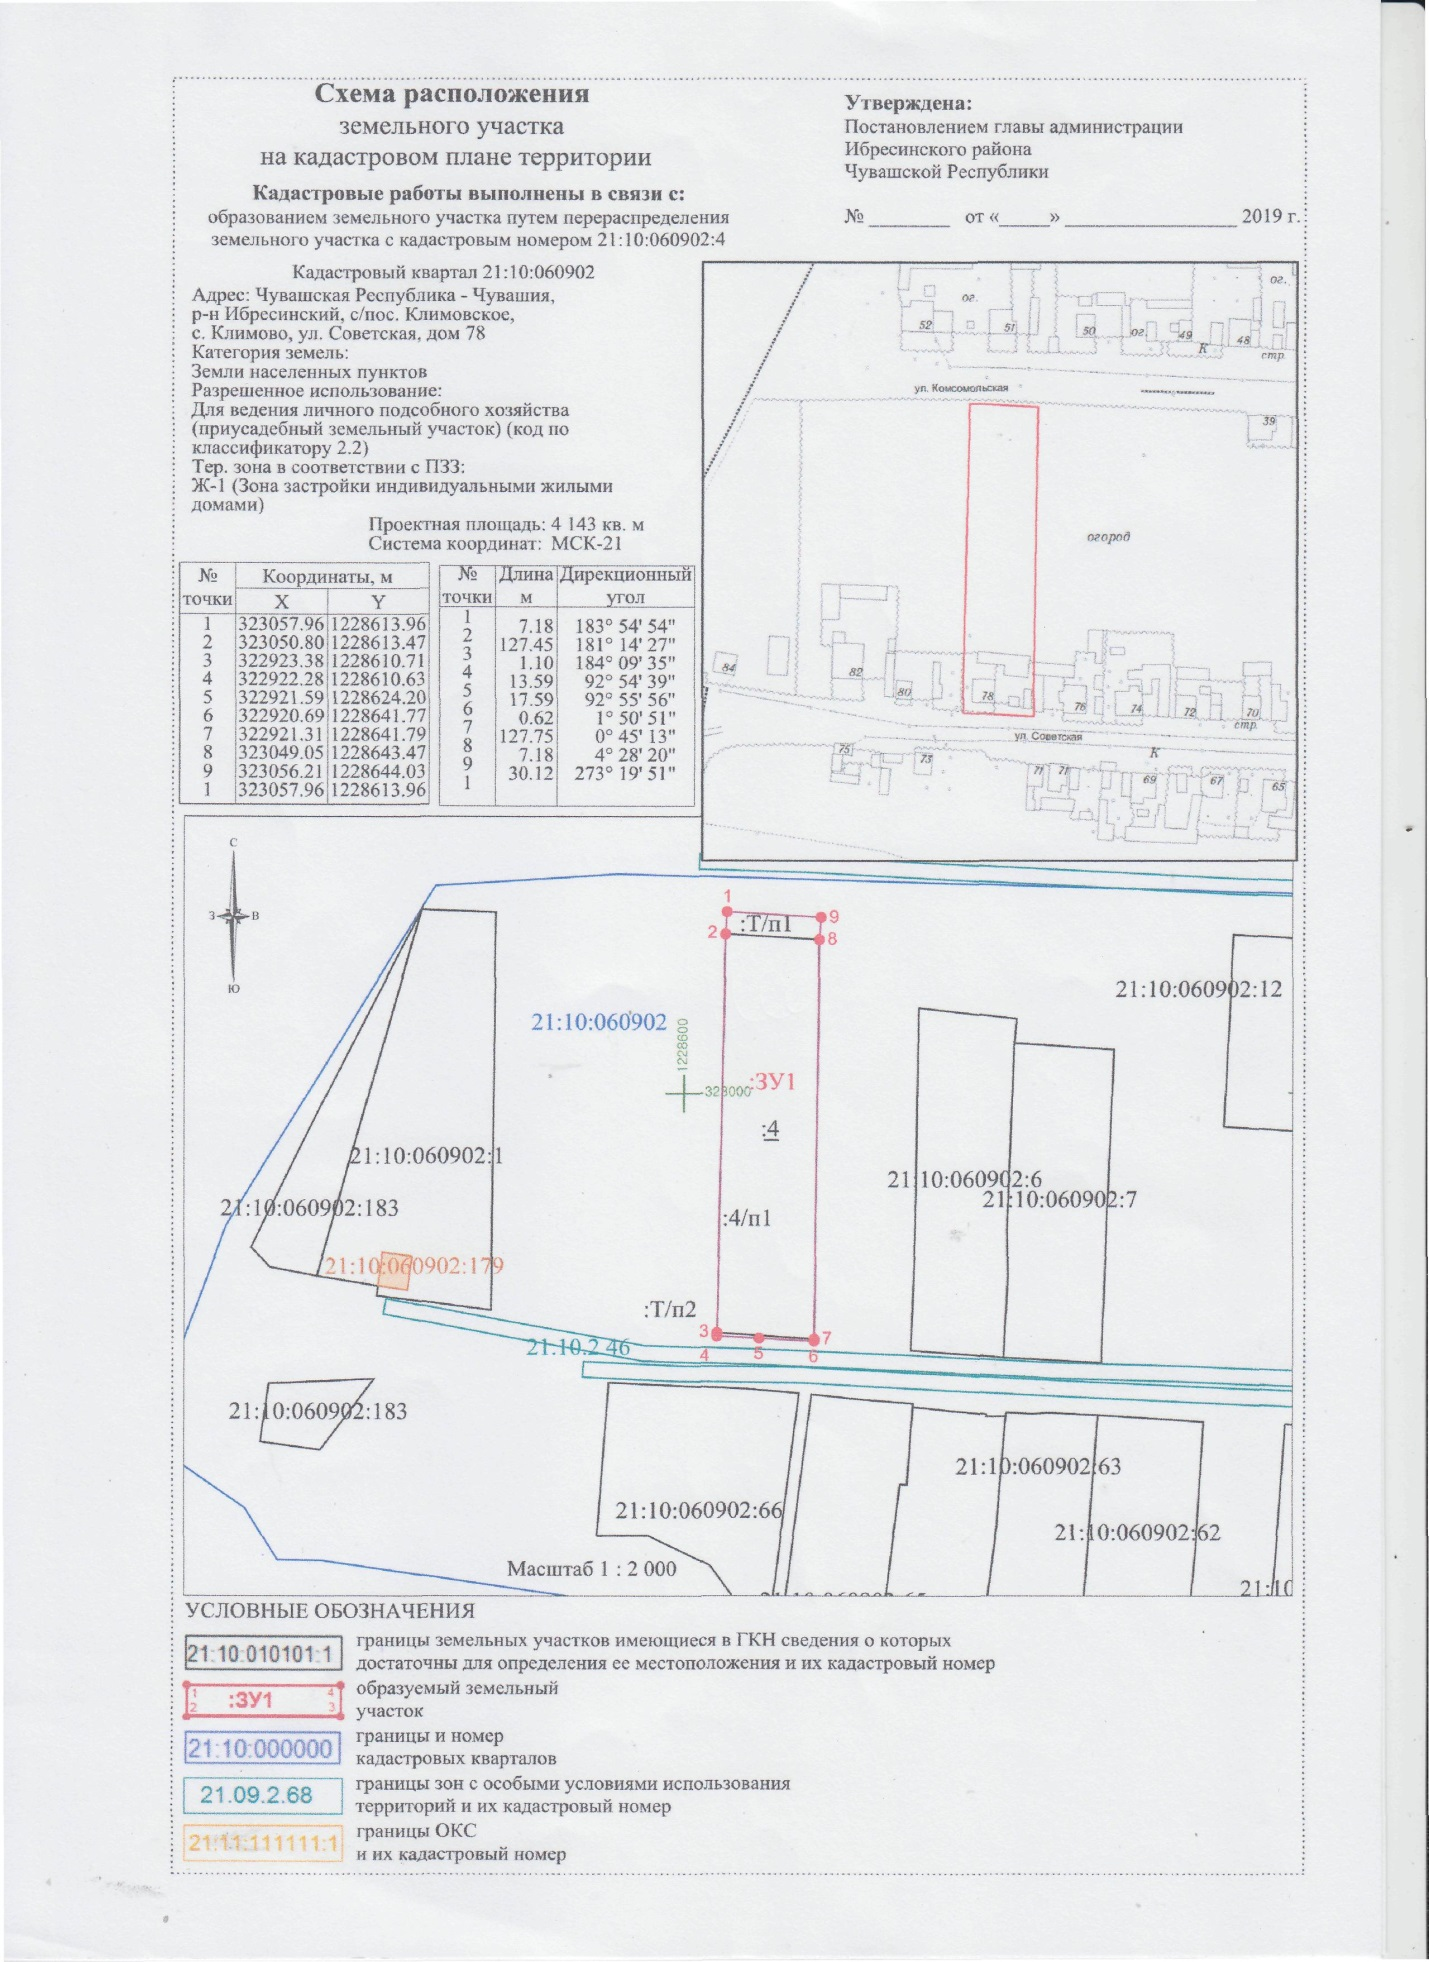 Схема расположения
земельного участка
на кадастровом плане территории
Кадастровые работы выполнены в связи с:
образованием земельного участка путем перераспределения
земельного участка с кадастровым номером 21:10:060902:4
Утверждена:
Постановлением главы администрации
Ибресинского района
Чувашской Республики
№ ________ от «_____» _________________ 2019 г.
Кадастровый квартал 21:10:060902
Адрес: Чувашская Республика - Чувашия,
р-н Ибресинский, с/пос. Климовское,
с. Климово, ул. Советская, дом 78
Категория земель:
Земли населенных пунктов
Разрешенное использование:
Для ведения личного подсобного хозяйства
(приусадебный земельный участок) (код по
классификатору 2.2)
Тер. зона в соответствии с ПЗЗ:
Ж-1 (Зона застройки индивидуальными жилыми
домами)
Проектная площадь: 4 143 кв. м
Система координат: МСК-21
№ точки Координаты, м
X Y
1 323057.96 1228613.96
2 323050.80 1228613.47
3 322923.38 1228610.71
4 322922.28 1228610.63
5 322921.59 1228624.20
6 322920.69 1228641.77
7 322921.31 1228641.79
8 323049.05 1228643.47
9 323056.21 1228644.03
1 323057.96 1228613.96
№ Длина Дирекционный
точки м угол
1
7.18 183° 54' 54"
2
127.45 181° 14' 27"
3
1.10 184° 09' 35"
4
13.59 92° 54' 39"
5
17.59 92° 55' 56"
6
0.62 1° 50' 51"
7
127.75 0° 45' 13"
8
7.18 4° 28' 20"
9
30.12 273° 19' 51"
1
ог.
ог.
52
51
50
ог.
49
48
К
стр.
ул. Комсомольская
39
огород
84
82
80
78
76
74
72
70
стр.
ул. Советская
К
75
73
71
71
69
67
65
С
З
В
Ю
1
9
:Т/п1
2
8
21:10:060902:12
21:10:060902
1228600
:ЗУ1
323000
:4
21:10:060902:1
21:10:060902:6
21:10:060902:7
21:10:060902:183
:4/п1
21:10:060902:179
:Т/п2
3
7
21.10.2.46
4
5
6
21:10:060902:183
21:10:060902:63
21:10:060902:66
21:10:060902:62
Масштаб 1 : 2 000
21:10
УСЛОВНЫЕ ОБОЗНАЧЕНИЯ
21:10:010101:1
границы земельных участков имеющиеся в ГКН сведения о которых
достаточны для определения ее местоположения и их кадастровый номер
1
4
:ЗУ1
2
3
образуемый земельный
участок
21:10:000000
границы и номер
кадастровых кварталов
21.09.2.68
границы зон с особыми условиями использования
территорий и их кадастровый номер
21:11:111111:1
границы ОКС
и их кадастровый номер